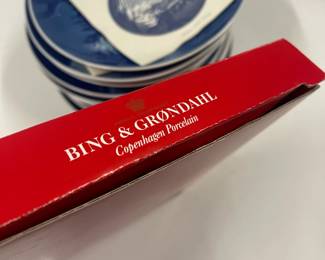 BING & GRØNDAHL
Copenhagen Porcelain